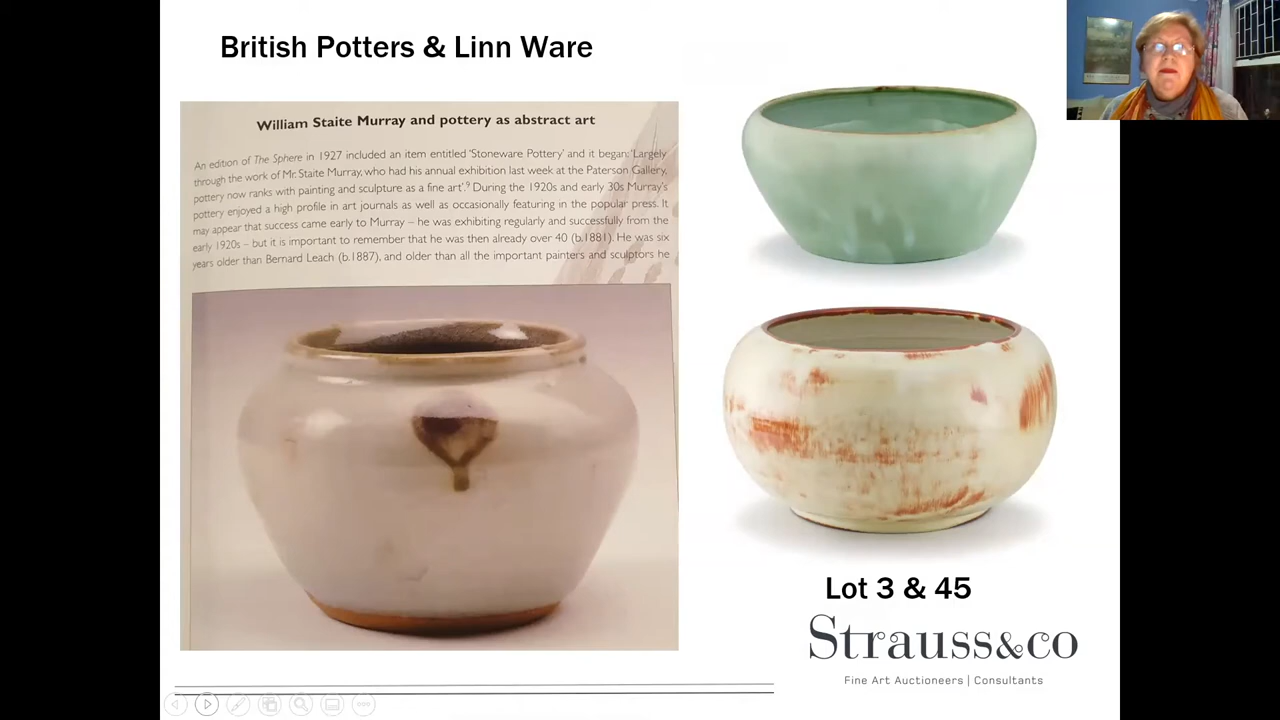 British Potters & Linn Ware
William Staite Murray and pottery as abstract art
An edition of The Sphere in 1927 included an item entitled 'Stoneware Pottery' and it began: 'Largely
through the work of Mr. Staite Murray, who had his annual exhibition last week at the Paterson Gallery,
pottery now ranks with painting and sculpture as a fine art'.⁹ During the 1920s and early 30s Murray's
pottery enjoyed a high profile in art journals as well as occasionally featuring in the popular press. It
may appear that success came early to Murray – he was exhibiting regularly and successfully from the
early 1920s – but it is important to remember that he was then already over 40 (b.1881). He was six
years older than Bernard Leach (b.1887), and older than all the important painters and sculptors he
Lot 3 & 45
Strauss&co
Fine Art Auctioneers | Consultants